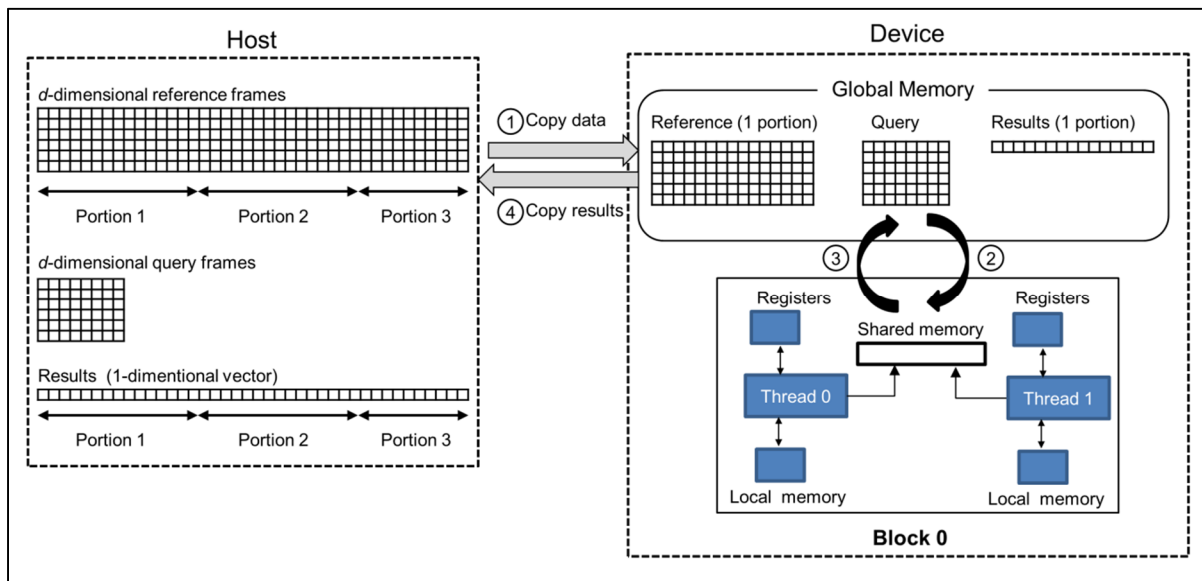 Host
d-dimensional reference frames
Portion 1
Portion 2
Portion 3
d-dimensional query frames
Results (1-dimentional vector)
Portion 1
Portion 2
Portion 3
1 Copy data
4 Copy results
Device
Global Memory
Reference (1 portion)
Query
Results (1 portion)
3
2
Registers
Registers
Shared memory
Thread 0
Thread 1
Local memory
Local memory
Block 0